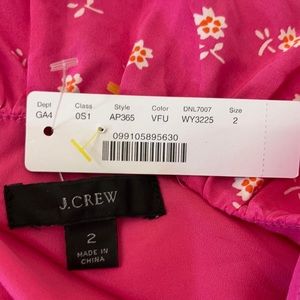 Dept Class Style Color DNL7007 Size
GA4 0S1 AP365 VFU WY3225 2
099105895630
J.CREW
2
MADE IN
CHINA